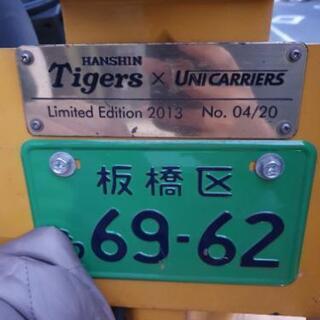 HANSHIN
Tigers × UNICARRIERS
Limited Edition 2013 No. 04/20
板橋区
69-62